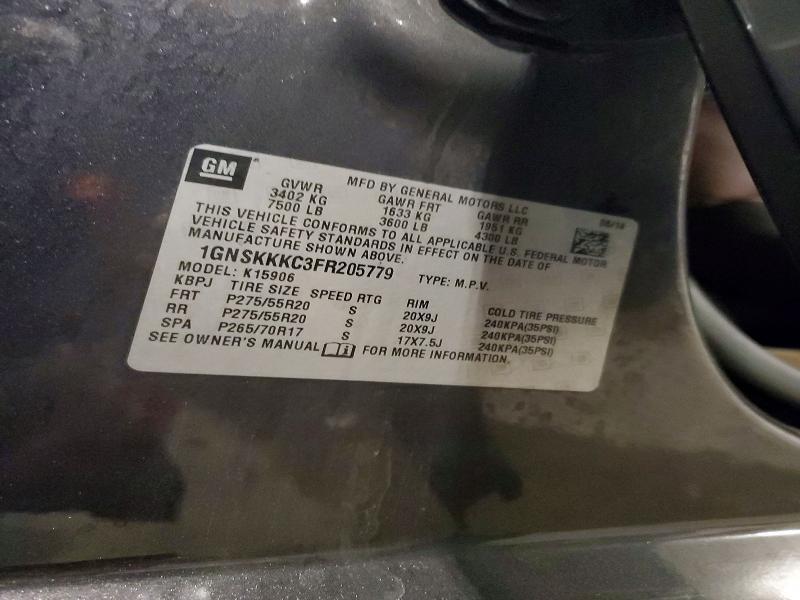 GM
MFD BY GENERAL MOTORS LLC
GVWR GAWR FRT GAWR RR
3402 KG 1633 KG 1951 KG
7500 LB 3600 LB 4300 LB
THIS VEHICLE CONFORMS TO ALL APPLICABLE U.S. FEDERAL MOTOR
VEHICLE SAFETY STANDARDS IN EFFECT ON THE DATE OF
MANUFACTURE SHOWN ABOVE.
1GNSKKKC3FR205779 TYPE: M.P.V.
MODEL: K15906
KBPJ TIRE SIZE SPEED RTG RIM COLD TIRE PRESSURE
FRT P275/55R20 S 20X9J 240KPA(35PSI)
RR P275/55R20 S 20X9J 240KPA(35PSI)
SPA P265/70R17 S 17X7.5J 240KPA(35PSI)
SEE OWNER'S MANUAL FOR MORE INFORMATION.